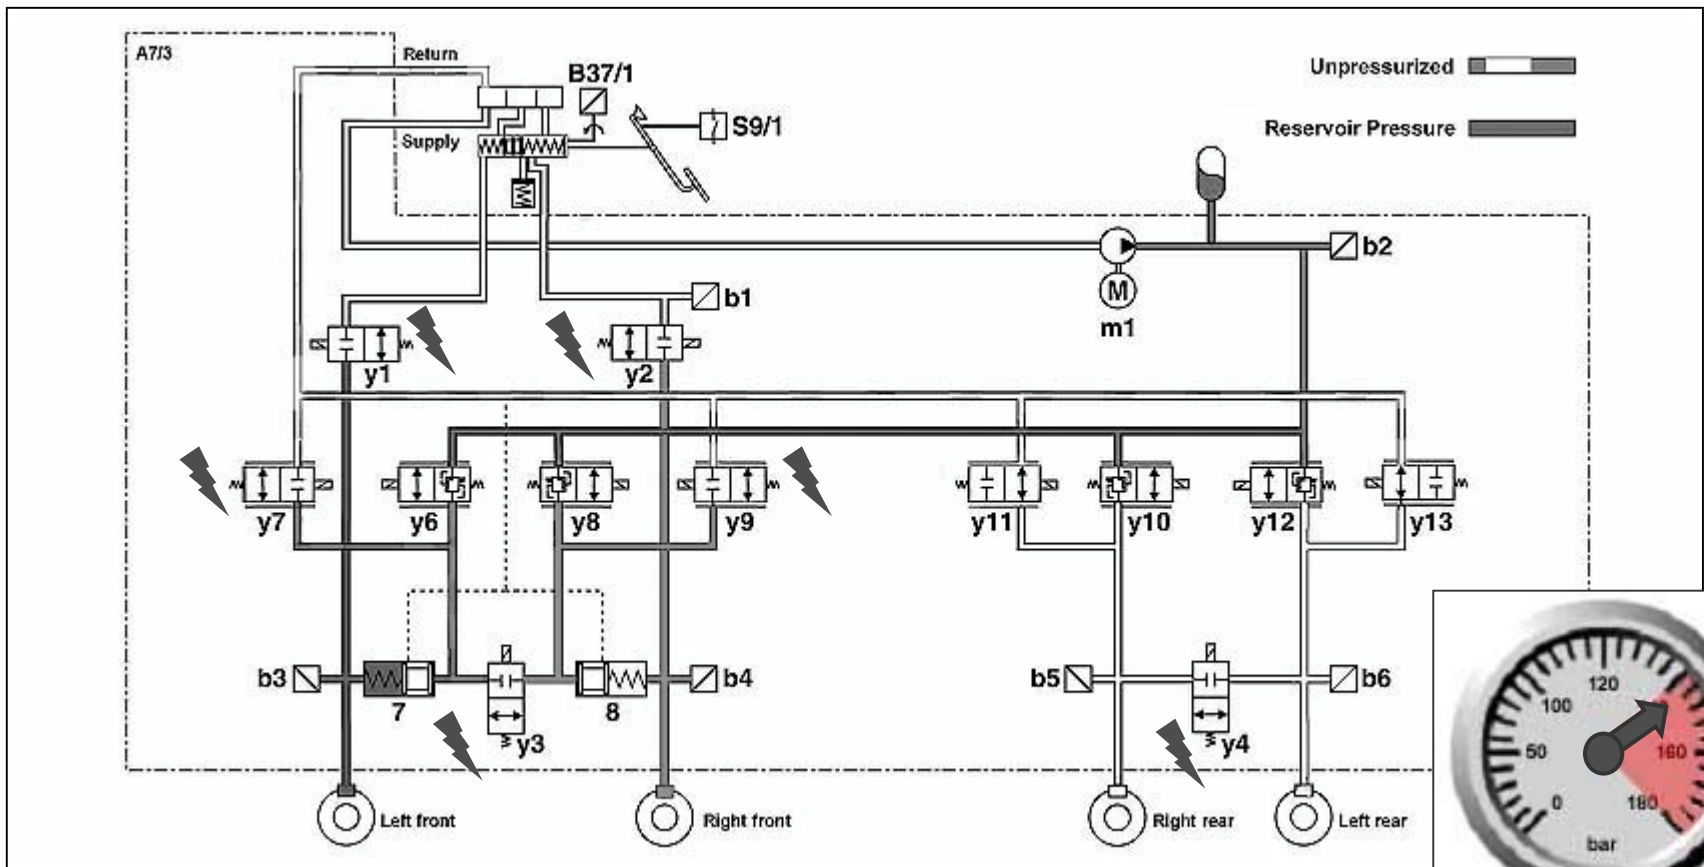 A7/3
Return
B37/1
S9/1
Supply
Unpressurized
Reservoir Pressure
b2
M
m1
b1
y1
y2
y7
y6
y8
y9
y11
y10
y12
y13
b3
7
y3
8
b4
b5
y4
b6
Left front
Right front
Right rear
Left rear
0
50
100
120
160
180
bar